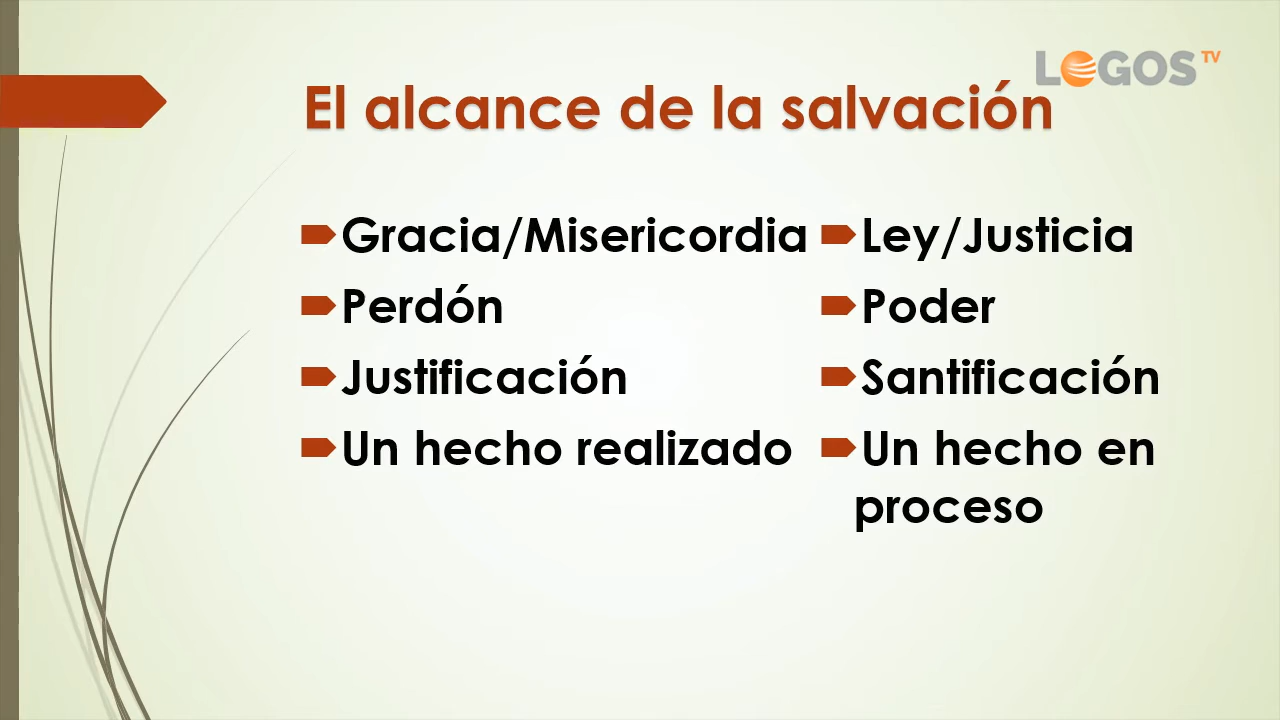 LOGOS TV
El alcance de la salvación
Gracia/Misericordia
Perdón
Justificación
Un hecho realizado
Ley/Justicia
Poder
Santificación
Un hecho en
proceso